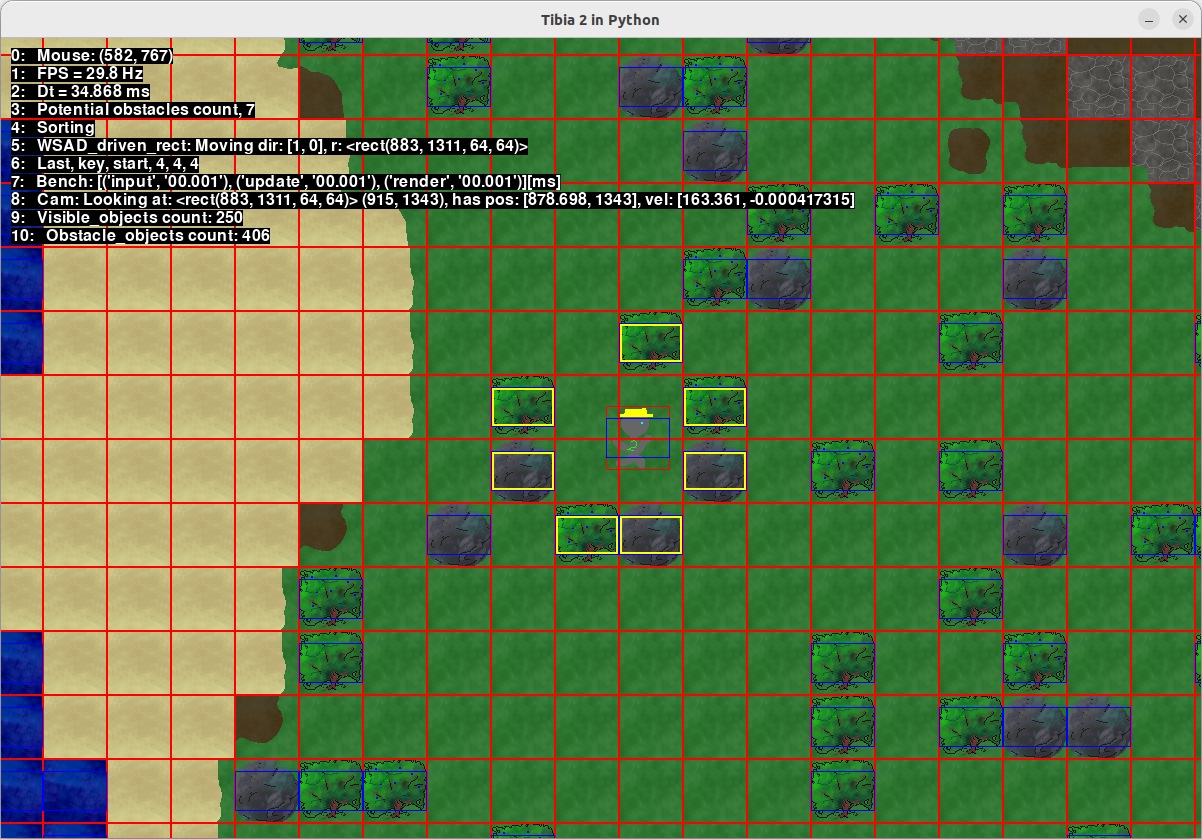 Tibia 2 in Python
0: Mouse: (582, 767)
1: FPS = 29.8 Hz
2: Dt = 34.868 ms
3: Potential obstacles count, 7
4: Sorting
5: WSAD_driven_rect: Moving dir: [1, 0], r: <rect(883, 1311, 64, 64)>
6: Last, key, start, 4, 4, 4
7: Bench: [('input', '00.001'), ('update', '00.001'), ('render', '00.001')][ms]
8: Cam: Looking at: <rect(883, 1311, 64, 64)> (915, 1343), has pos: [878.698, 1343], vel: [163.361, -0.000417315]
9: Visible_objects count: 250
10: Obstacle_objects count: 406